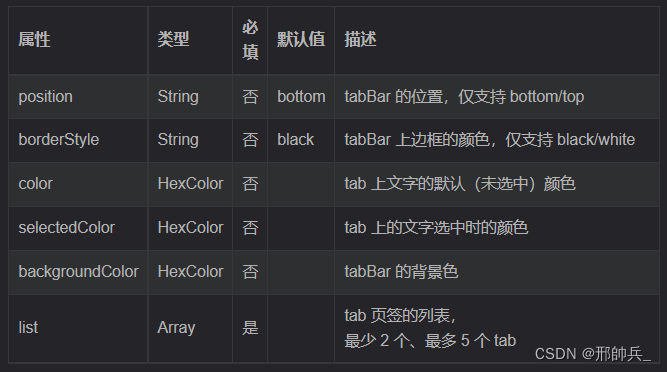 属性 类型 必填 默认值 描述
position String 否 bottom tabBar 的位置，仅支持 bottom/top
borderStyle String 否 black tabBar 上边框的颜色，仅支持 black/white
color HexColor 否 tab 上文字的默认（未选中）颜色
selectedColor HexColor 否 tab 上的文字选中时的颜色
backgroundColor HexColor 否 tabBar 的背景色
list Array 是 tab 页签的列表，
最少 2 个、最多 5 个 tab
CSDN @邢帥兵_